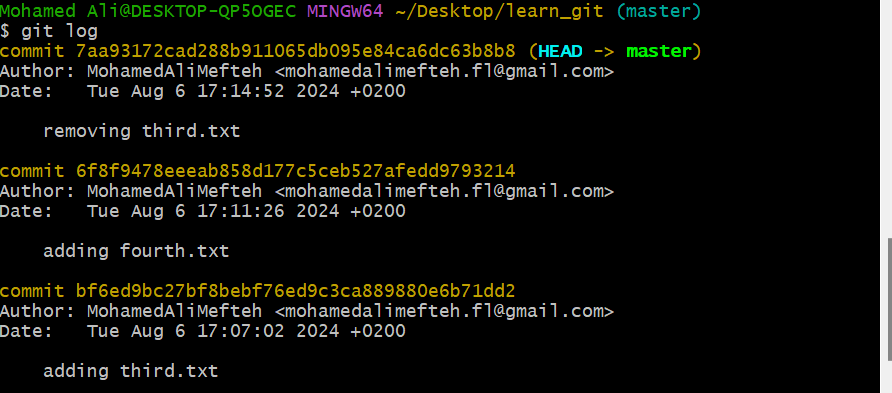 Mohamed Ali@DESKTOP-QP5OGEC MINGW64 ~/Desktop/learn_git (master)
$ git log
commit 7aa93172cad288b911065db095e84ca6dc63b8b8 (HEAD -> master)
Author: MohamedAliMefteh <mohamedalimefteh.fl@gmail.com>
Date:   Tue Aug 6 17:14:52 2024 +0200
    removing third.txt
commit 6f8f9478eeeab858d177c5ceb527afedd9793214
Author: MohamedAliMefteh <mohamedalimefteh.fl@gmail.com>
Date:   Tue Aug 6 17:11:26 2024 +0200
    adding fourth.txt
commit bf6ed9bc27bf8bebf76ed9c3ca889880e6b71dd2
Author: MohamedAliMefteh <mohamedalimefteh.fl@gmail.com>
Date:   Tue Aug 6 17:07:02 2024 +0200
    adding third.txt